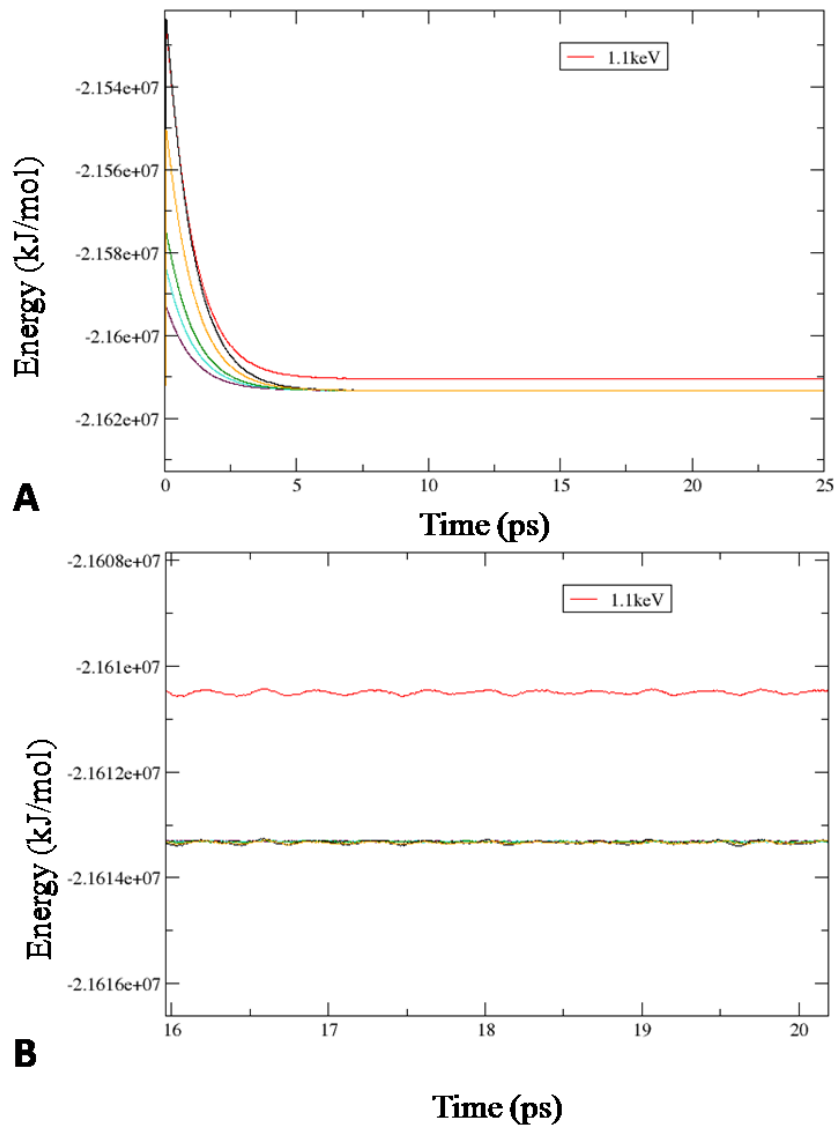 1.1keV
-2.154e+07
-2.156e+07
-2.158e+07
-2.16e+07
-2.162e+07
Energy (kJ/mol)
0 5 10 15 20 25
A
Time (ps)
-2.1608e+07
1.1keV
-2.161e+07
-2.1612e+07
-2.1614e+07
-2.1616e+07
Energy (kJ/mol)
16 17 18 19 20
B
Time (ps)